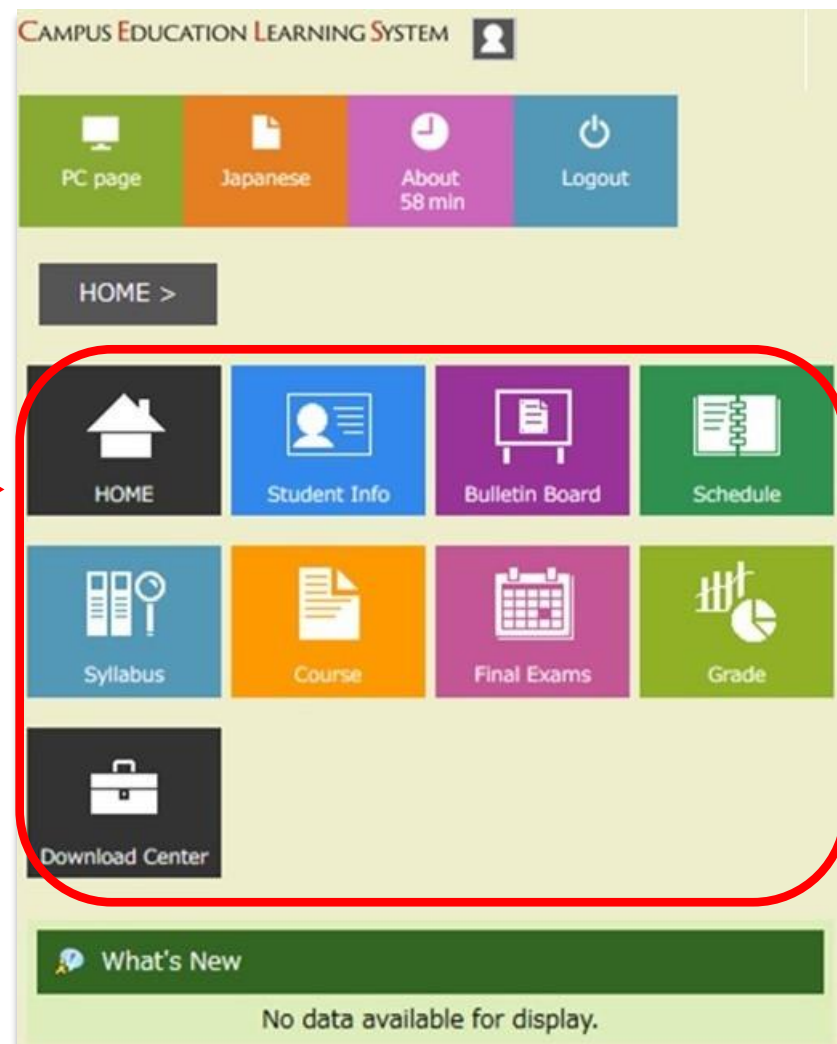 CAMPUS EDUCATION LEARNING SYSTEM
PC page
Japanese
About
58 min
Logout
HOME >
HOME
Student Info
Bulletin Board
Schedule
Syllabus
Course
Final Exams
Grade
Download Center
What's New
No data available for display.